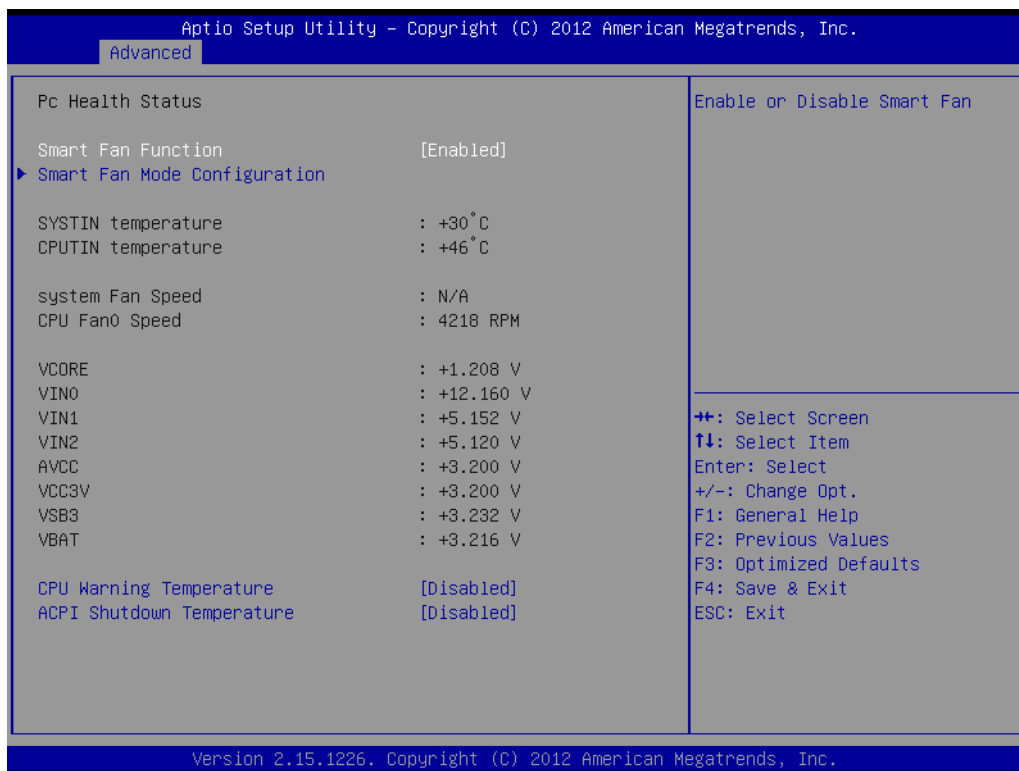 Aptio Setup Utility – Copyright (C) 2012 American Megatrends, Inc.
Advanced
Pc Health Status
Smart Fan Function [Enabled]
Smart Fan Mode Configuration
SYSTIN temperature : +30°C
CPUTIN temperature : +46°C
system Fan Speed : N/A
CPU Fan0 Speed : 4218 RPM
VCORE : +1.208 V
VIN0 : +12.160 V
VIN1 : +5.152 V
VIN2 : +5.120 V
AVCC : +3.200 V
VCC3V : +3.200 V
VSB3 : +3.232 V
VBAT : +3.216 V
CPU Warning Temperature [Disabled]
ACPI Shutdown Temperature [Disabled]
Enable or Disable Smart Fan
→←: Select Screen
↑↓: Select Item
Enter: Select
+/-: Change Opt.
F1: General Help
F2: Previous Values
F3: Optimized Defaults
F4: Save & Exit
ESC: Exit
Version 2.15.1226. Copyright (C) 2012 American Megatrends, Inc.